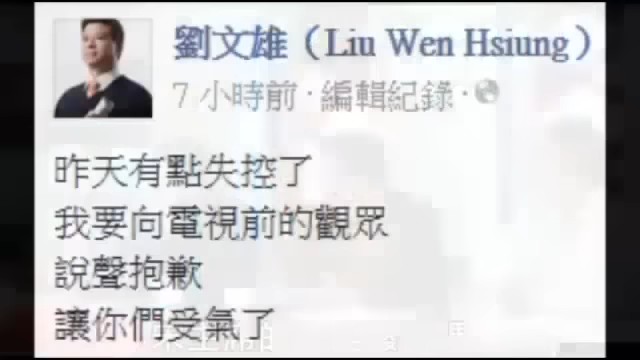 劉文雄（Liu Wen Hsiung）
7 小時前 · 編輯紀錄 ·
昨天有點失控了
我要向電視前的觀眾
說聲抱歉
讓你們受氣了